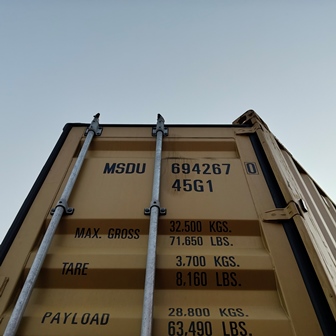 MSDU 694267 0
45G1
MAX. GROSS 32.500 KGS.
71.650 LBS.
TARE 3.700 KGS.
8.160 LBS.
PAYLOAD 28.800 KGS.
63,490 LBS.